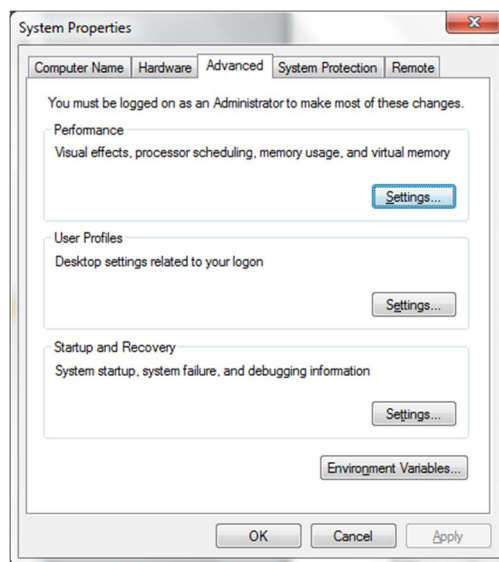 System Properties
Computer Name Hardware Advanced System Protection Remote
You must be logged on as an Administrator to make most of these changes.
Performance
Visual effects, processor scheduling, memory usage, and virtual memory
Settings...
User Profiles
Desktop settings related to your logon
Settings...
Startup and Recovery
System startup, system failure, and debugging information
Settings...
Environment Variables...
OK Cancel Apply